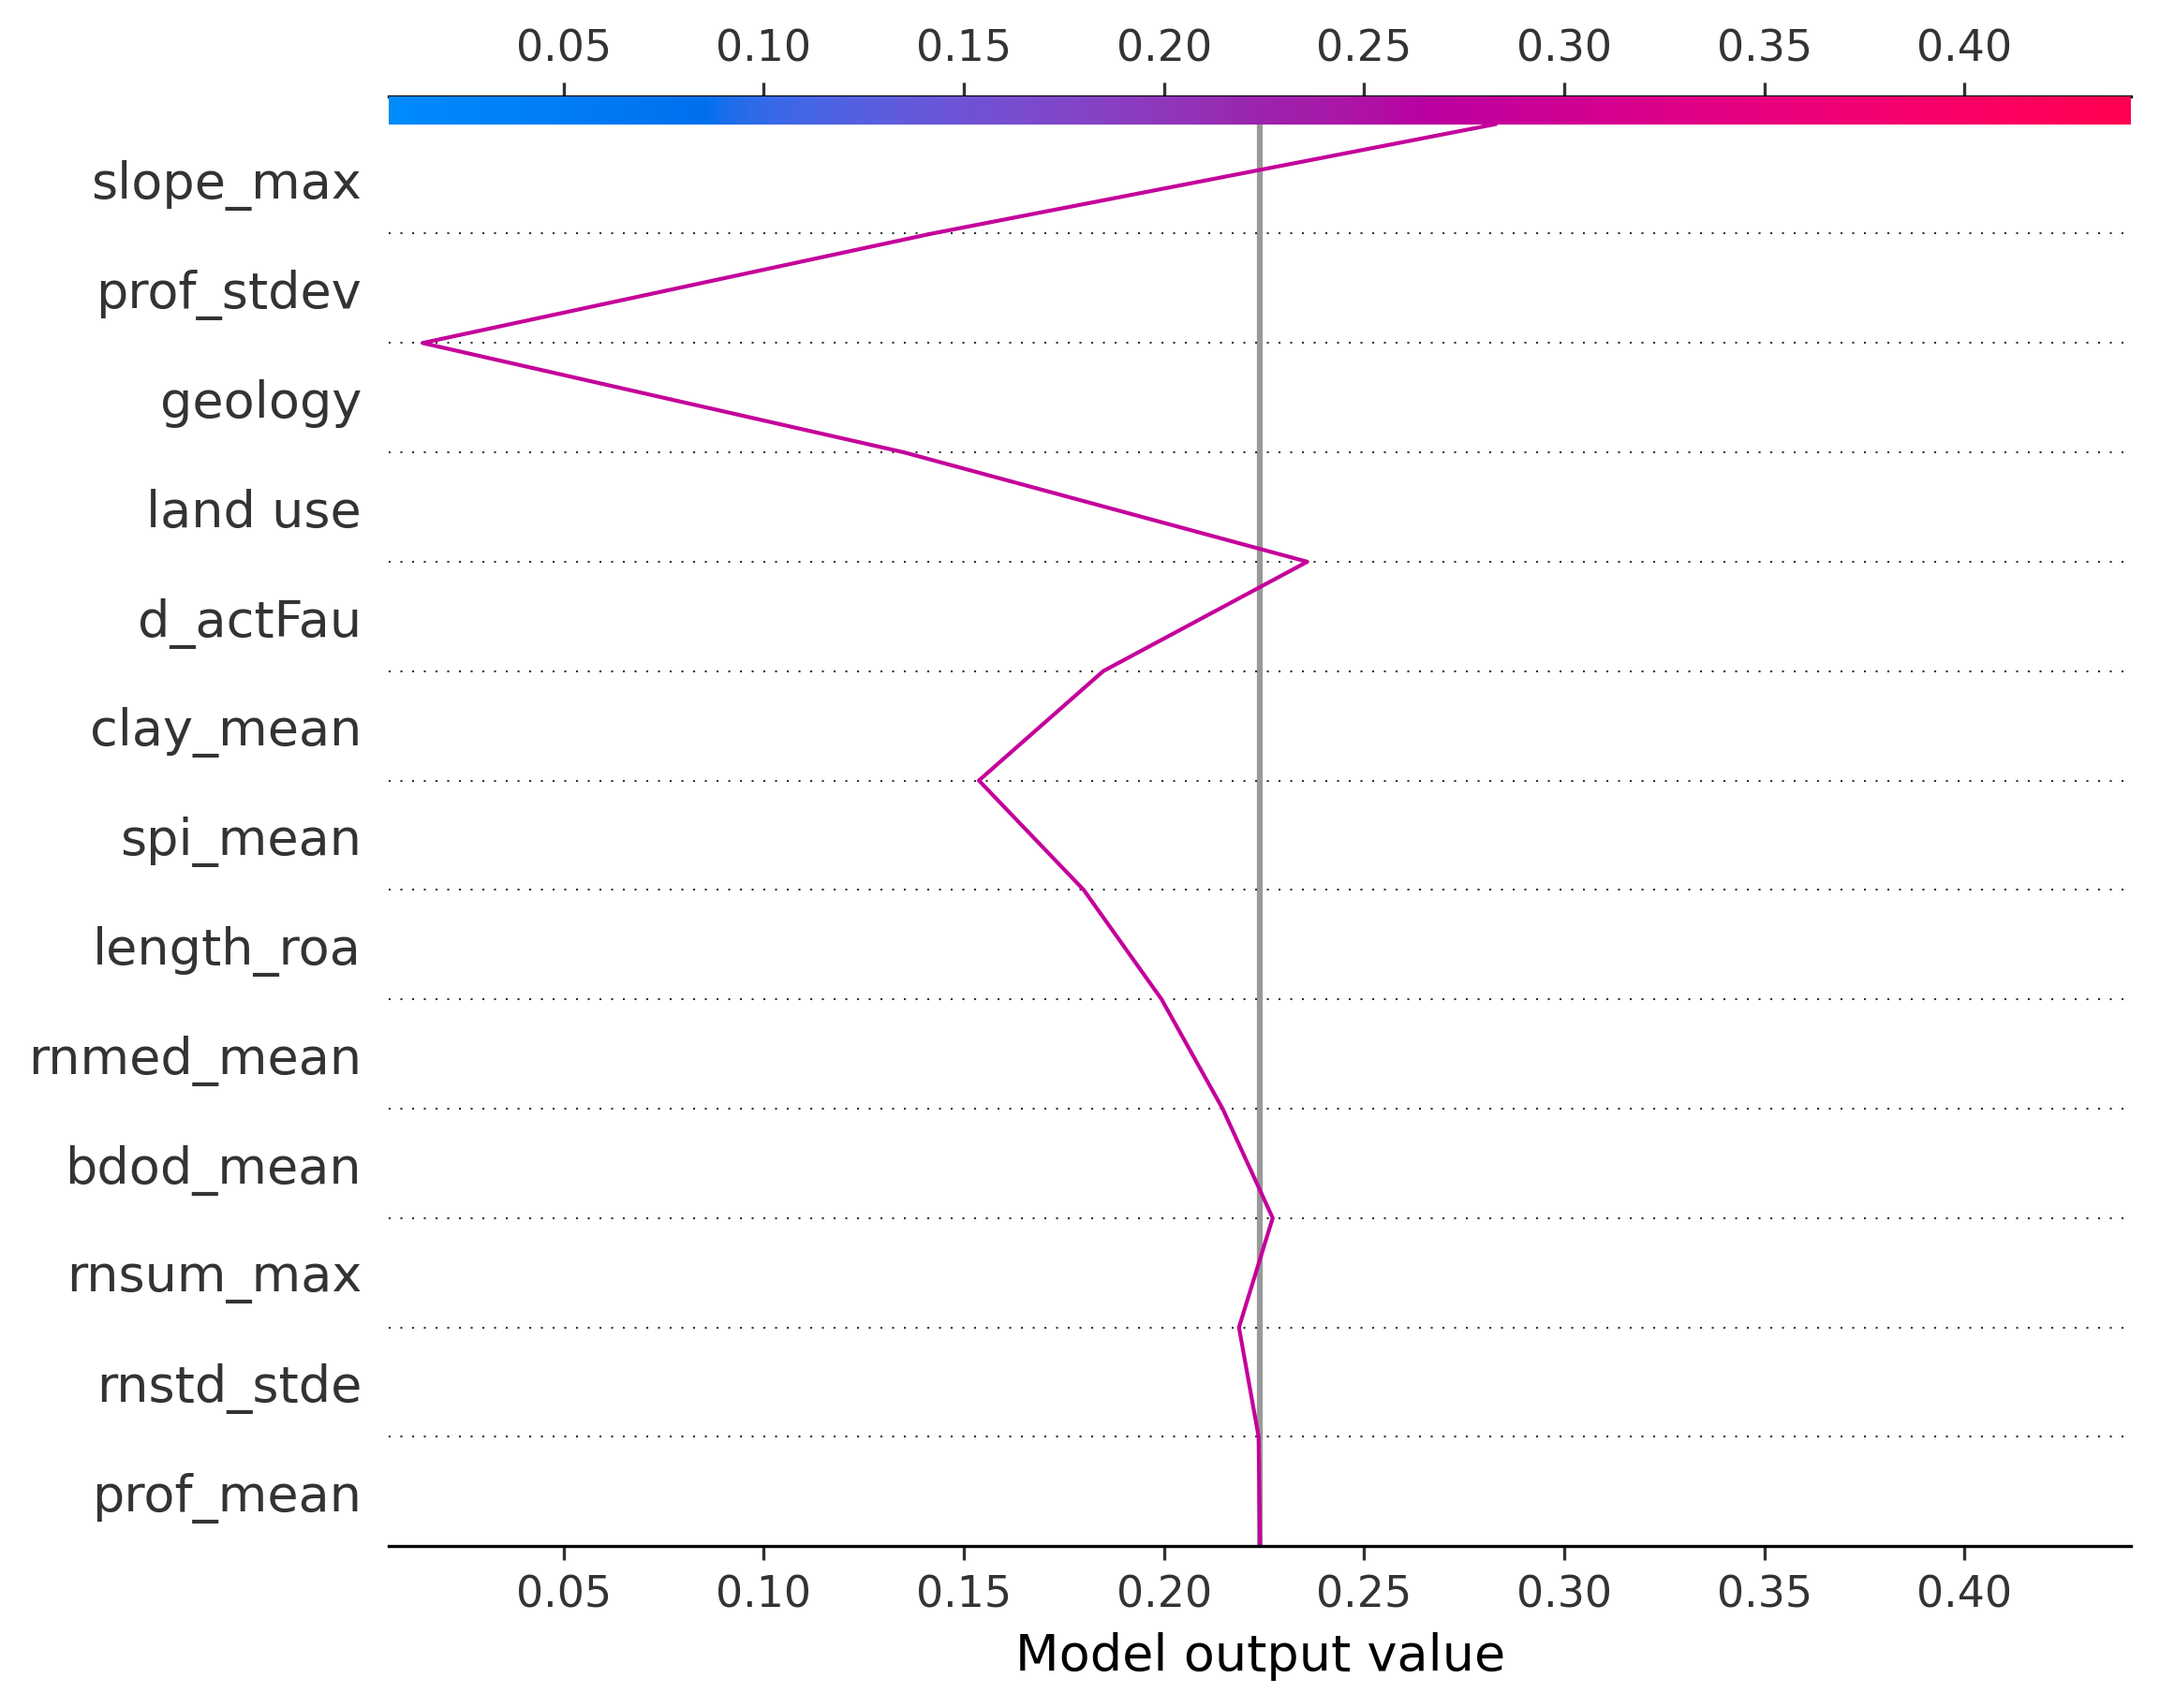 0.05 0.10 0.15 0.20 0.25 0.30 0.35 0.40
slope_max
prof_stdev
geology
land use
d_actFau
clay_mean
spi_mean
length_roa
rnmed_mean
bdod_mean
rnsum_max
rnstd_stde
prof_mean
0.05 0.10 0.15 0.20 0.25 0.30 0.35 0.40
Model output value